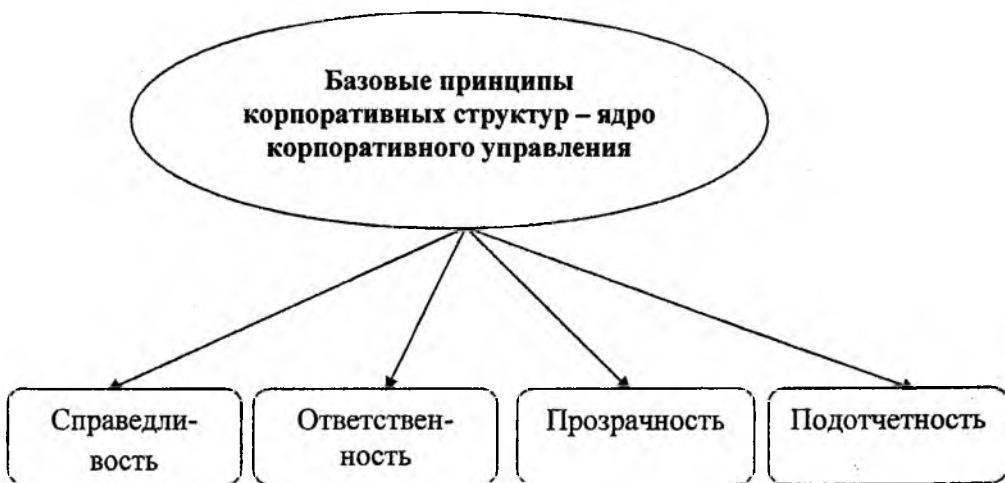 Базовые принципы
корпоративных структур – ядро
корпоративного управления
Справедли-
вость
Ответствен-
ность
Прозрачность
Подотчетность